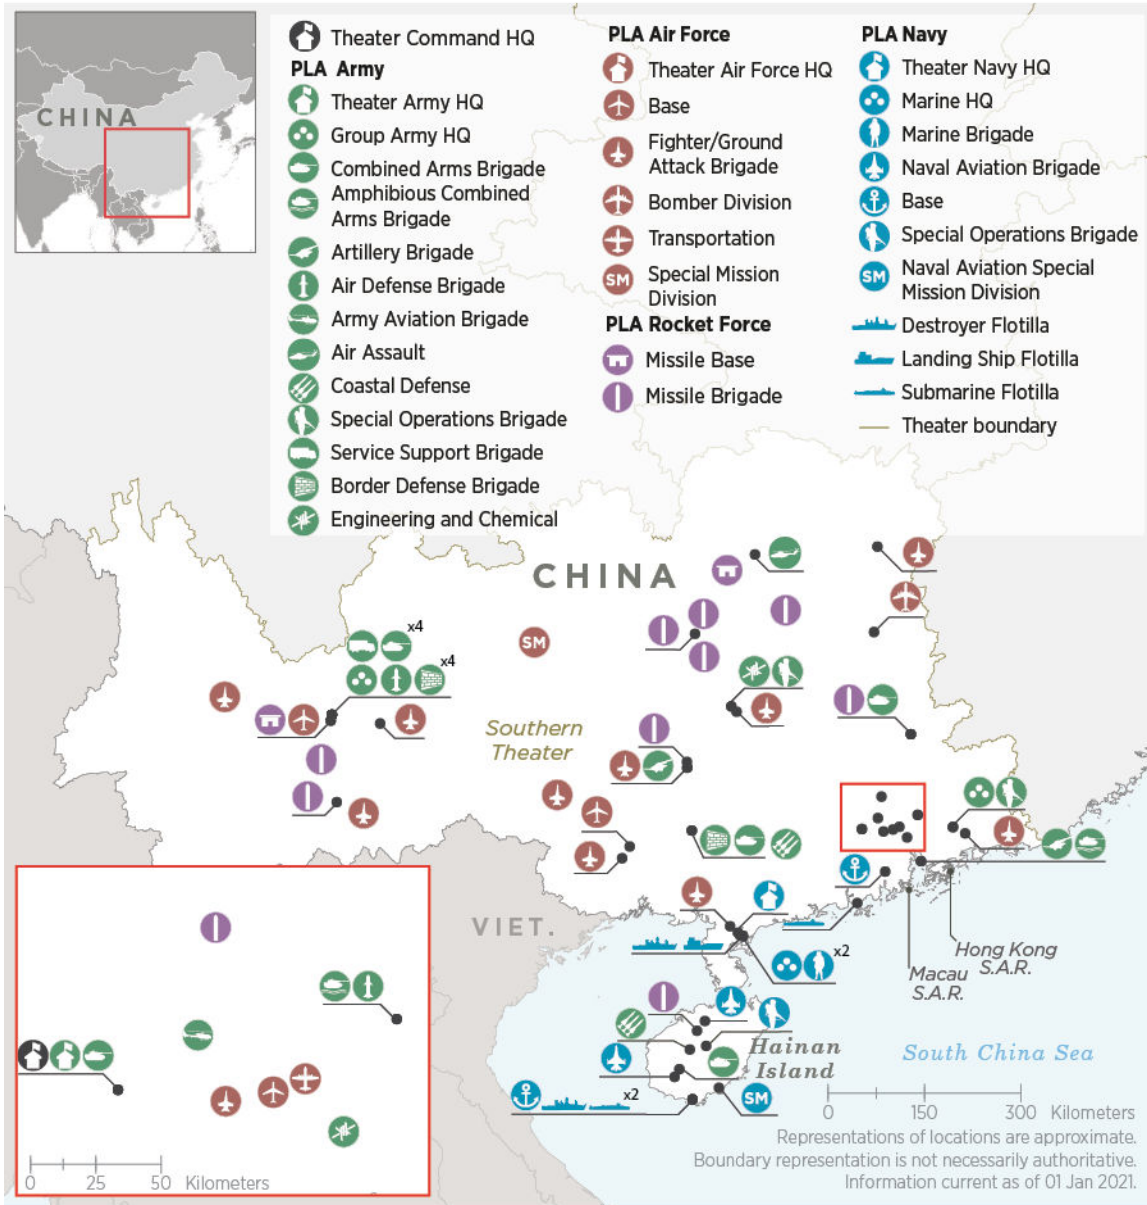 CHINA
Theater Command HQ
PLA Army
Theater Army HQ
Group Army HQ
Combined Arms Brigade
Amphibious Combined
Arms Brigade
Artillery Brigade
Air Defense Brigade
Army Aviation Brigade
Air Assault
Coastal Defense
Special Operations Brigade
Service Support Brigade
Border Defense Brigade
Engineering and Chemical
PLA Air Force
Theater Air Force HQ
Base
Fighter/Ground
Attack Brigade
Bomber Division
Transportation
SM
Special Mission
Division
PLA Rocket Force
Missile Base
Missile Brigade
PLA Navy
Theater Navy HQ
Marine HQ
Marine Brigade
Naval Aviation Brigade
Base
Special Operations Brigade
SM
Naval Aviation Special
Mission Division
Destroyer Flotilla
Landing Ship Flotilla
Submarine Flotilla
Theater boundary
CHINA
x4
SM
x4
Southern
Theater
VIET.
x2
Hong Kong
S.A.R.
Macau
S.A.R.
Hainan
Island
South China Sea
x2
SM
0 150 300 Kilometers
0 25 50 Kilometers
Representations of locations are approximate.
Boundary representation is not necessarily authoritative.
Information current as of 01 Jan 2021.